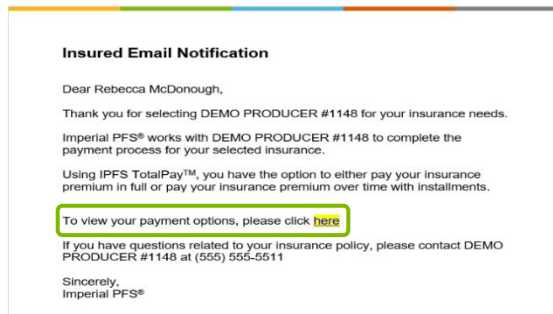 Insured Email Notification
Dear Rebecca McDonough,
Thank you for selecting DEMO PRODUCER #1148 for your insurance needs.
Imperial PFS® works with DEMO PRODUCER #1148 to complete the
payment process for your selected insurance.
Using IPFS TotalPay™, you have the option to either pay your insurance
premium in full or pay your insurance premium over time with installments.
To view your payment options, please click here
If you have questions related to your insurance policy, please contact DEMO
PRODUCER #1148 at (555) 555-5511
Sincerely,
Imperial PFS®